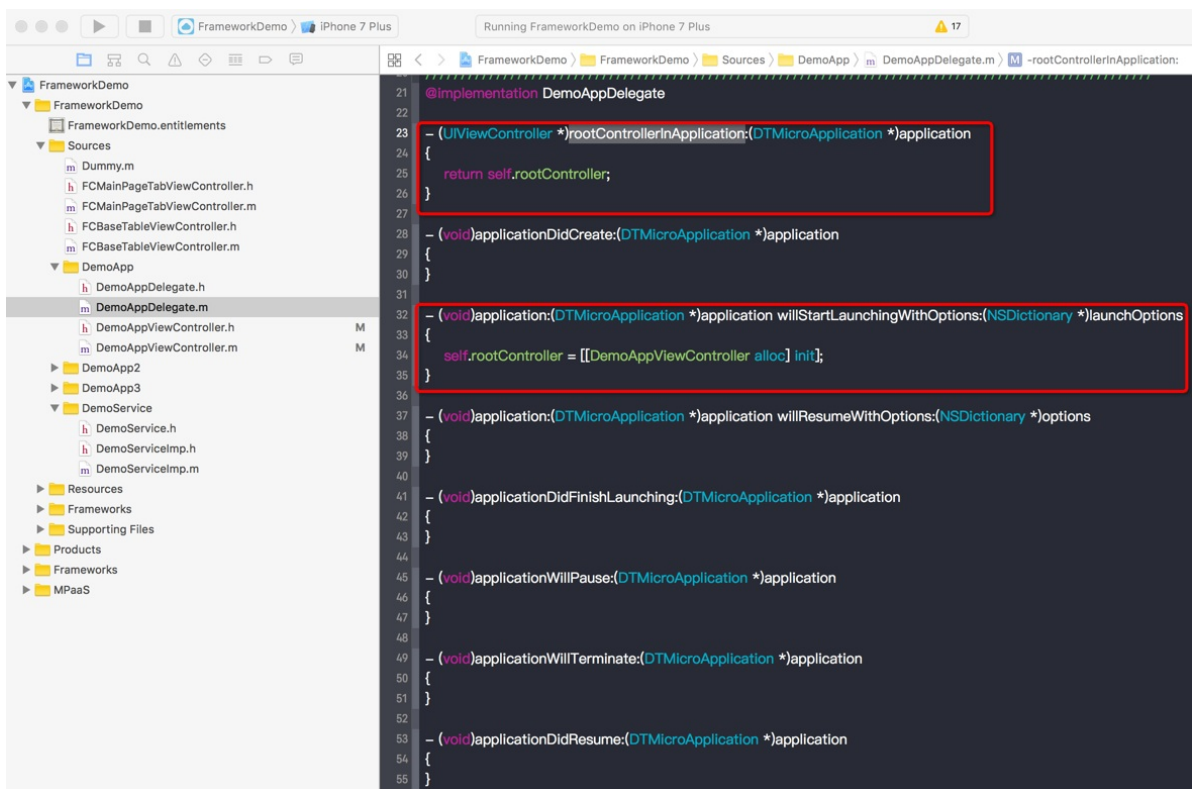 FrameworkDemo 〉 iPhone 7 Plus
Running FrameworkDemo on iPhone 7 Plus
17
FrameworkDemo 〉 FrameworkDemo 〉 Sources 〉 DemoApp 〉 m DemoAppDelegate.m 〉 M -rootControllerInApplication:
FrameworkDemo
FrameworkDemo
FrameworkDemo.entitlements
Sources
m Dummy.m
h FCMainPageTabViewController.h
m FCMainPageTabViewController.m
h FCBaseTableViewController.h
m FCBaseTableViewController.m
DemoApp
h DemoAppDelegate.h
m DemoAppDelegate.m
h DemoAppViewController.h M
m DemoAppViewController.m M
DemoApp2
DemoApp3
DemoService
h DemoService.h
h DemoServiceImp.h
m DemoServiceImp.m
Resources
Frameworks
Supporting Files
Products
Frameworks
MPaaS
21 @implementation DemoAppDelegate
22
23 - (UIViewController *)rootControllerInApplication:(DTMicroApplication *)application
24 {
25 return self.rootController;
26 }
27
28 - (void)applicationDidCreate:(DTMicroApplication *)application
29 {
30 }
31
32 - (void)application:(DTMicroApplication *)application willStartLaunchingWithOptions:(NSDictionary *)launchOptions
33 {
34 self.rootController = [[DemoAppViewController alloc] init];
35 }
36
37 - (void)application:(DTMicroApplication *)application willResumeWithOptions:(NSDictionary *)options
38 {
39 }
40
41 - (void)applicationDidFinishLaunching:(DTMicroApplication *)application
42 {
43 }
44
45 - (void)applicationWillPause:(DTMicroApplication *)application
46 {
47 }
48
49 - (void)applicationWillTerminate:(DTMicroApplication *)application
50 {
51 }
52
53 - (void)applicationDidResume:(DTMicroApplication *)application
54 {
55 }